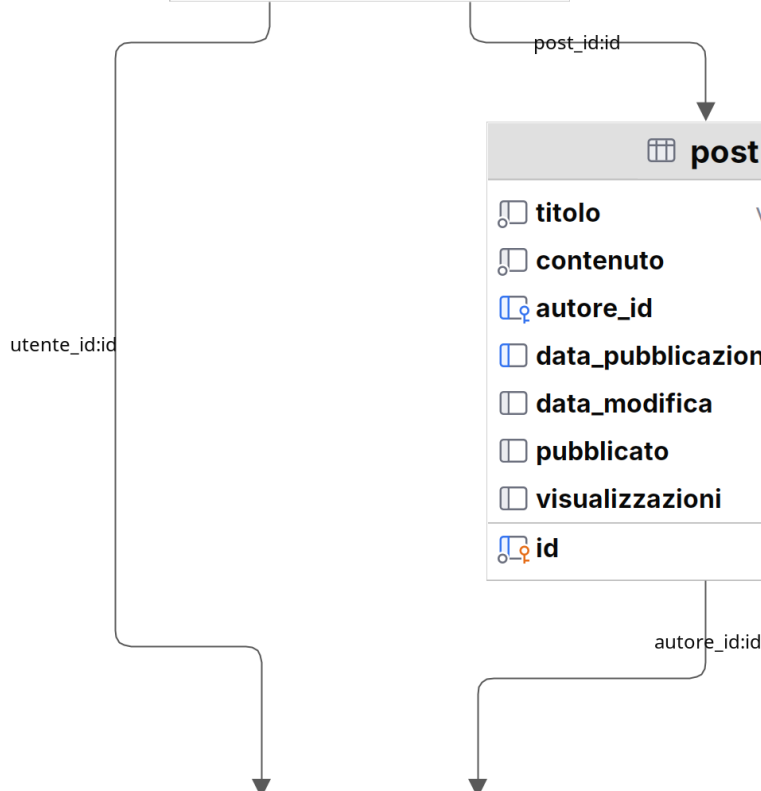 post_id:id
post
titolo
contenuto
autore_id
utente_id:id
data_pubblicazion
data_modifica
pubblicato
visualizzazioni
id
autore_id:id